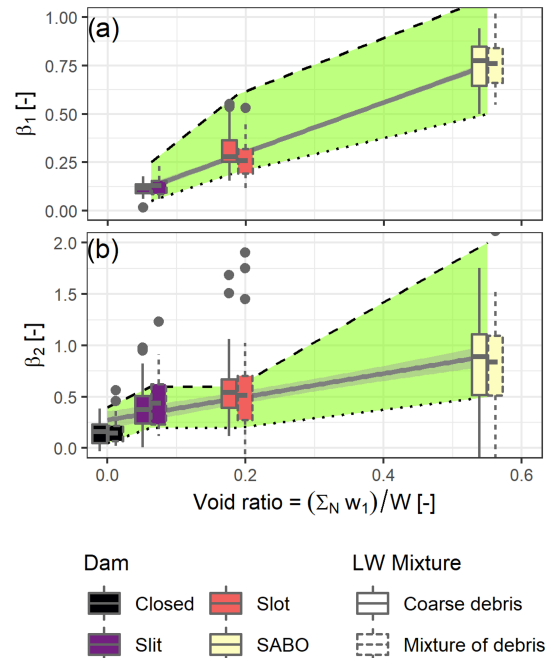 (a)
1.00
0.75
0.50
0.25
0.00
β₁ [-]
(b)
2.0
1.5
1.0
0.5
0.0
β₂ [-]
0.0 0.2 0.4 0.6
Void ratio = (Σ_N w₁)/W [-]
Dam LW Mixture
Closed Slot Coarse debris
Slit SABO Mixture of debris